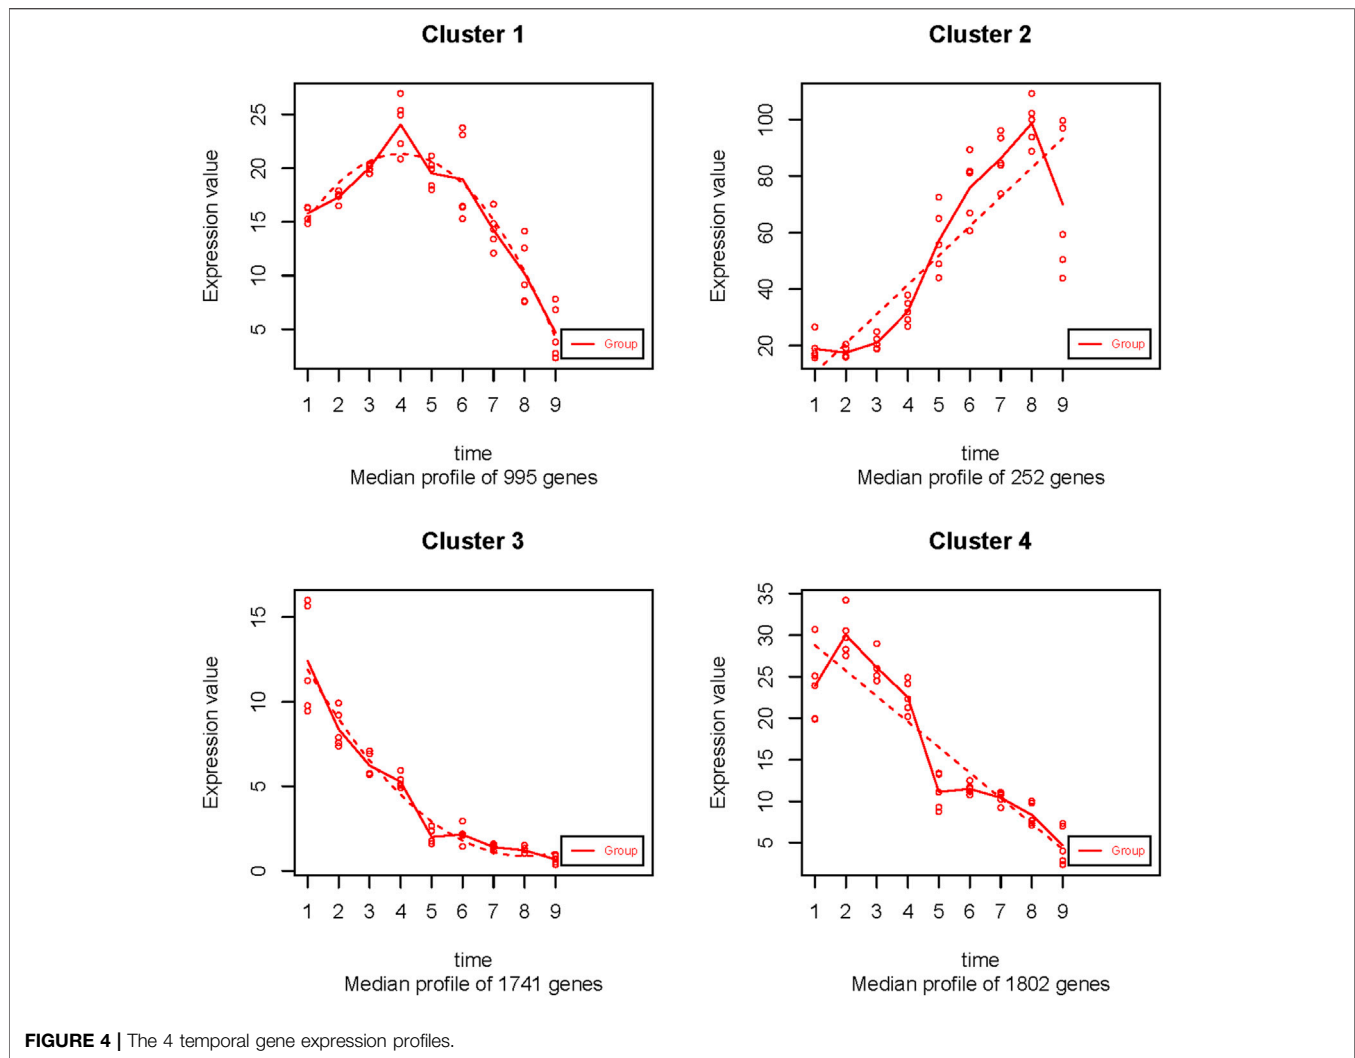 Cluster 1
Expression value
25
20
15
10
5
Group
1 2 3 4 5 6 7 8 9
time
Median profile of 995 genes
Cluster 2
Expression value
100
80
60
40
20
Group
1 2 3 4 5 6 7 8 9
time
Median profile of 252 genes
Cluster 3
Expression value
15
10
5
0
Group
1 2 3 4 5 6 7 8 9
time
Median profile of 1741 genes
Cluster 4
Expression value
35
30
25
20
15
10
5
Group
1 2 3 4 5 6 7 8 9
time
Median profile of 1802 genes
FIGURE 4 | The 4 temporal gene expression profiles.